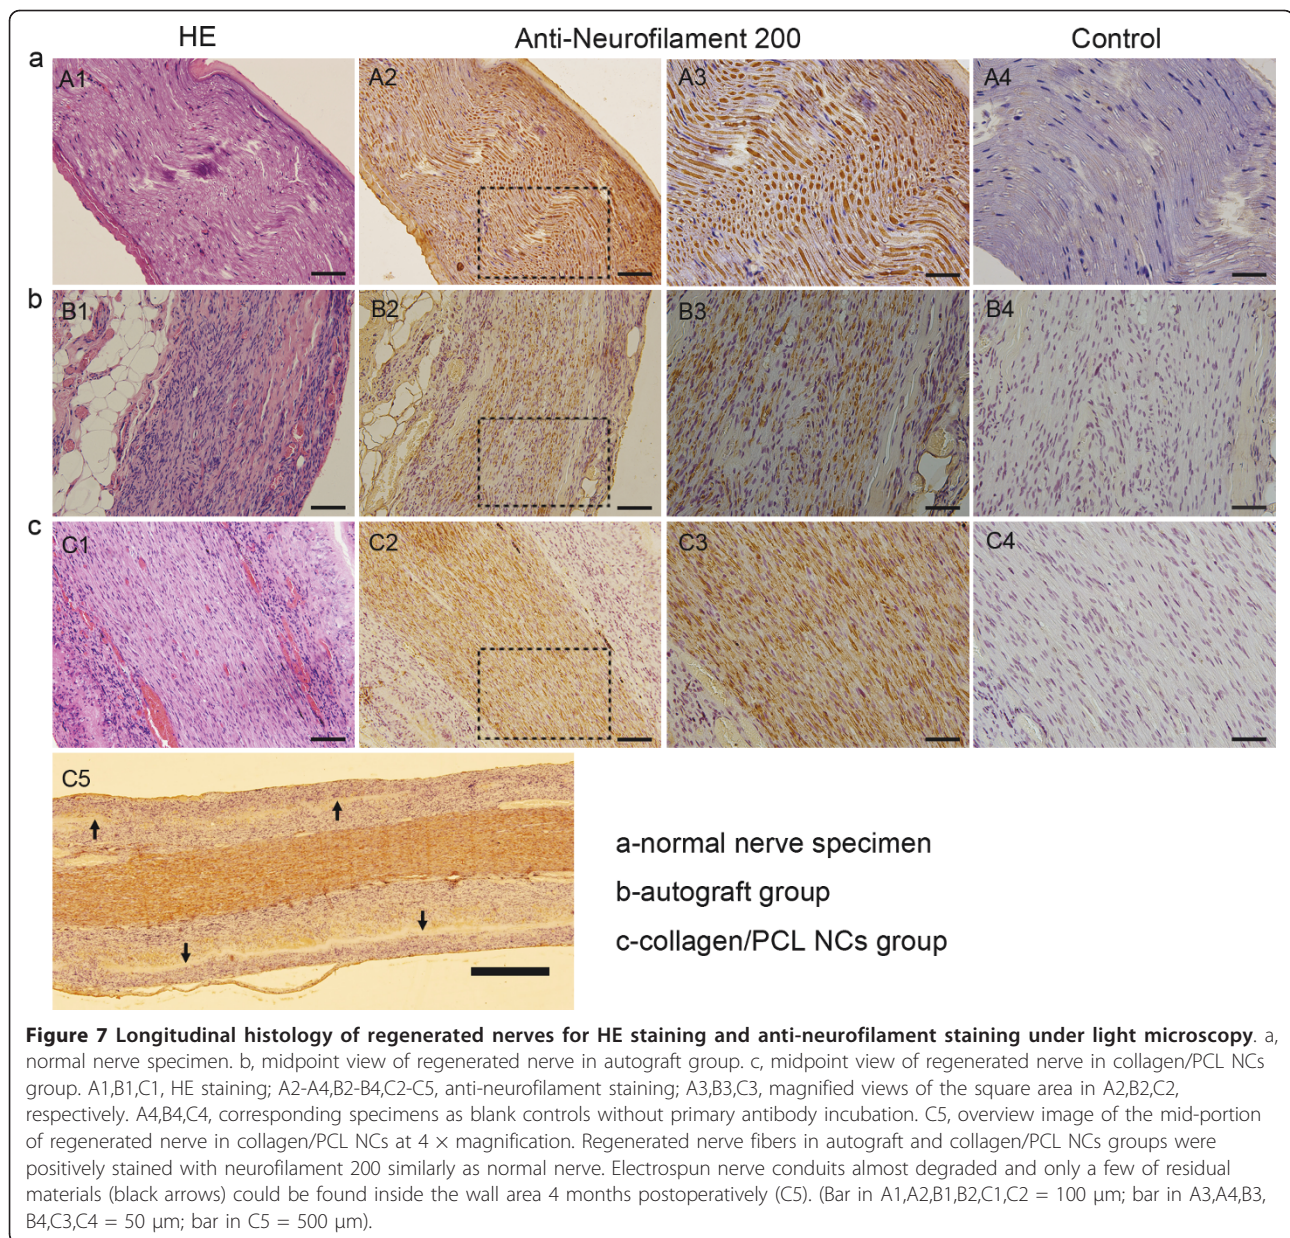 HE
Anti-Neurofilament 200
Control
a
A1
A2
A3
A4
b
B1
B2
B3
B4
c
C1
C2
C3
C4
C5
a-normal nerve specimen
b-autograft group
c-collagen/PCL NCs group
Figure 7 Longitudinal histology of regenerated nerves for HE staining and anti-neurofilament staining under light microscopy. a,
normal nerve specimen. b, midpoint view of regenerated nerve in autograft group. c, midpoint view of regenerated nerve in collagen/PCL NCs
group. A1,B1,C1, HE staining; A2-A4,B2-B4,C2-C5, anti-neurofilament staining; A3,B3,C3, magnified views of the square area in A2,B2,C2,
respectively. A4,B4,C4, corresponding specimens as blank controls without primary antibody incubation. C5, overview image of the mid-portion
of regenerated nerve in collagen/PCL NCs at 4 × magnification. Regenerated nerve fibers in autograft and collagen/PCL NCs groups were
positively stained with neurofilament 200 similarly as normal nerve. Electrospun nerve conduits almost degraded and only a few of residual
materials (black arrows) could be found inside the wall area 4 months postoperatively (C5). (Bar in A1,A2,B1,B2,C1,C2 = 100 μm; bar in A3,A4,B3,
B4,C3,C4 = 50 μm; bar in C5 = 500 μm).